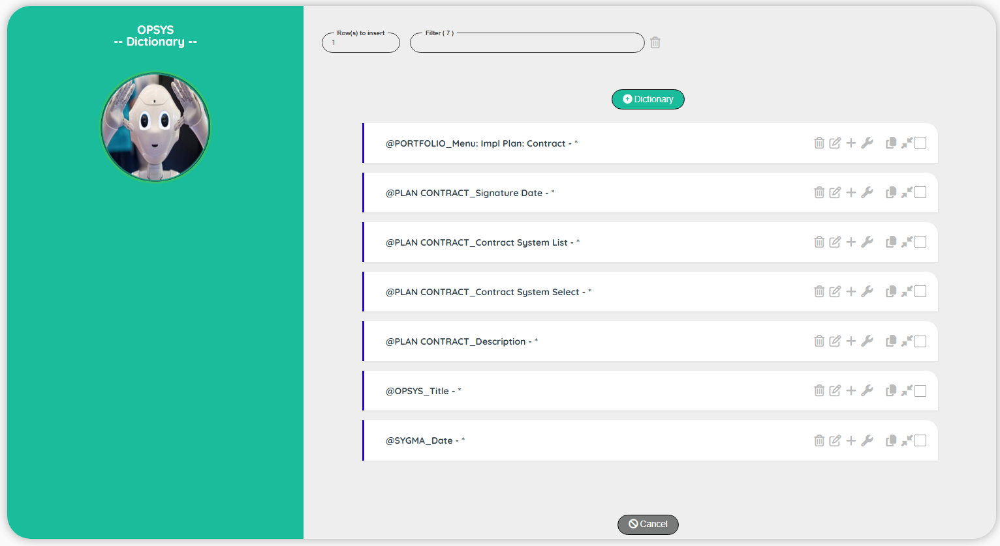 OPSYS
-- Dictionary --
Row(s) to insert
1
Filter ( 7 )
Dictionary
@PORTFOLIO_Menu: Impl Plan: Contract - *
@PLAN CONTRACT_Signature Date - *
@PLAN CONTRACT_Contract System List - *
@PLAN CONTRACT_Contract System Select - *
@PLAN CONTRACT_Description - *
@OPSYS_Title - *
@SYGMA_Date - *
Cancel